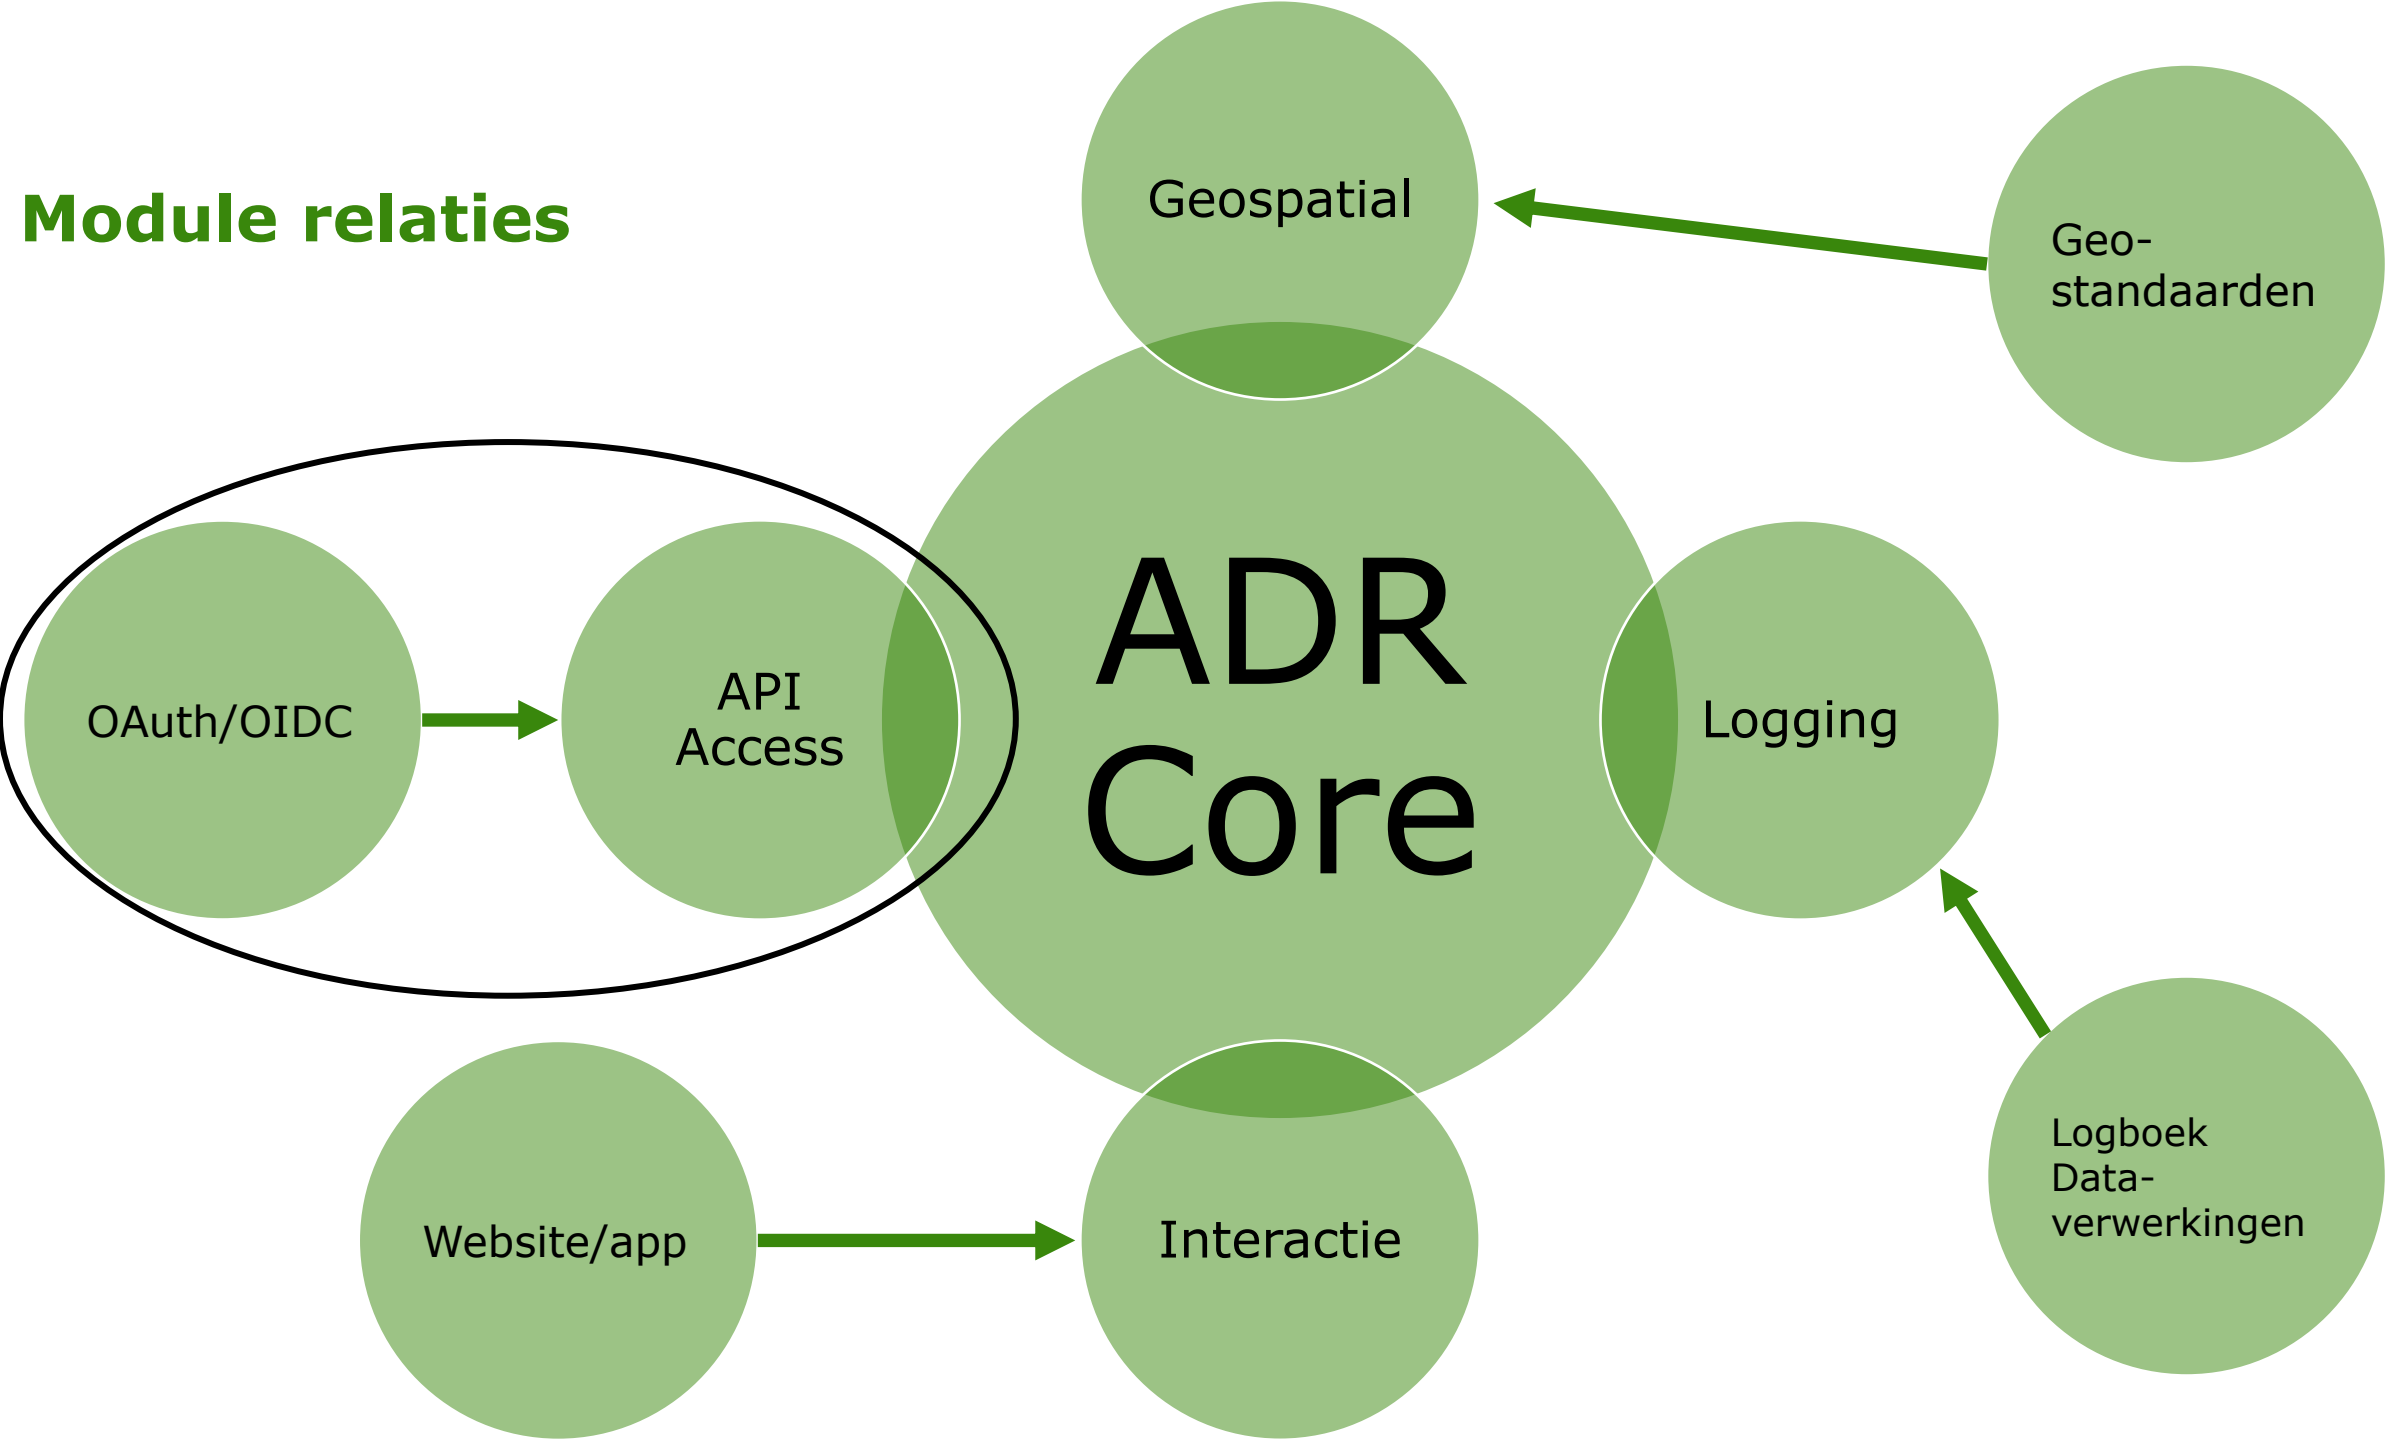 Module relaties
Geospatial
Geo-
standaarden
ADR
Core
OAuth/OIDC
API
Access
Logging
Logboek
Data-
verwerkingen
Website/app
Interactie